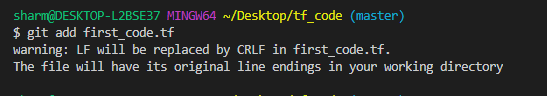 sharm@DESKTOP-L2BSE37 MINGW64 ~/Desktop/tf_code (master)
$ git add first_code.tf
warning: LF will be replaced by CRLF in first_code.tf.
The file will have its original line endings in your working directory